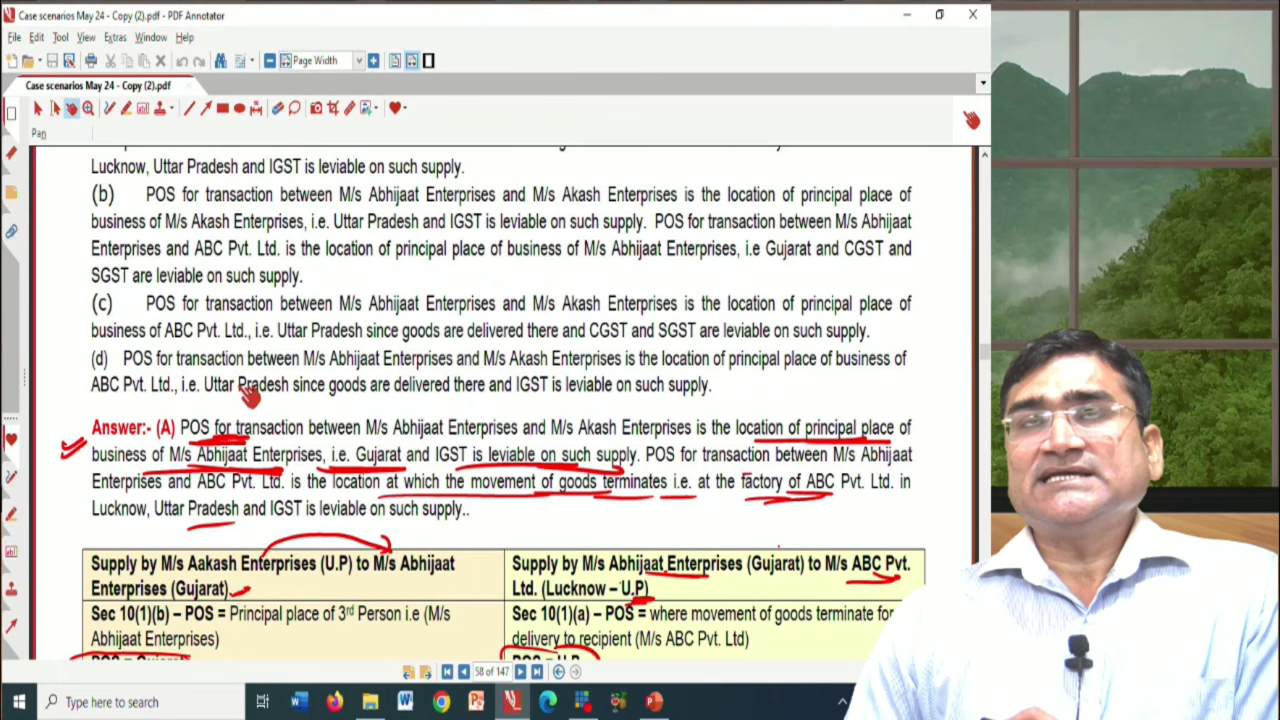 Case scenarios May 24 - Copy (2).pdf - PDF Annotator
File Edit Tool View Extras Window Help
Page Width
Case scenarios May 24 - Copy (2).pdf
Pan
Lucknow, Uttar Pradesh and IGST is leviable on such supply.
(b) POS for transaction between M/s Abhijaat Enterprises and M/s Akash Enterprises is the location of principal place of
business of M/s Akash Enterprises, i.e. Uttar Pradesh and IGST is leviable on such supply. POS for transaction between M/s Abhijaat
Enterprises and ABC Pvt. Ltd. is the location of principal place of business of M/s Abhijaat Enterprises, i.e Gujarat and CGST and
SGST are leviable on such supply.
(c) POS for transaction between M/s Abhijaat Enterprises and M/s Akash Enterprises is the location of principal place of
business of ABC Pvt. Ltd., i.e. Uttar Pradesh since goods are delivered there and CGST and SGST are leviable on such supply.
(d) POS for transaction between M/s Abhijaat Enterprises and M/s Akash Enterprises is the location of principal place of business of
ABC Pvt. Ltd., i.e. Uttar Pradesh since goods are delivered there and IGST is leviable on such supply.
Answer:- (A) POS for transaction between M/s Abhijaat Enterprises and M/s Akash Enterprises is the location of principal place of
business of M/s Abhijaat Enterprises, i.e. Gujarat and IGST is leviable on such supply. POS for transaction between M/s Abhijaat
Enterprises and ABC Pvt. Ltd. is the location at which the movement of goods terminates i.e. at the factory of ABC Pvt. Ltd. in
Lucknow, Uttar Pradesh and IGST is leviable on such supply..
Supply by M/s Aakash Enterprises (U.P) to M/s Abhijaat
Enterprises (Gujarat)
Supply by M/s Abhijaat Enterprises (Gujarat) to M/s ABC Pvt.
Ltd. (Lucknow – U.P)
Sec 10(1)(b) – POS = Principal place of 3rd Person i.e (M/s
Abhijaat Enterprises)
Sec 10(1)(a) – POS = where movement of goods terminate for
delivery to recipient (M/s ABC Pvt. Ltd)
POS = Gujarat
POS = U.P
58 of 147
Type here to search